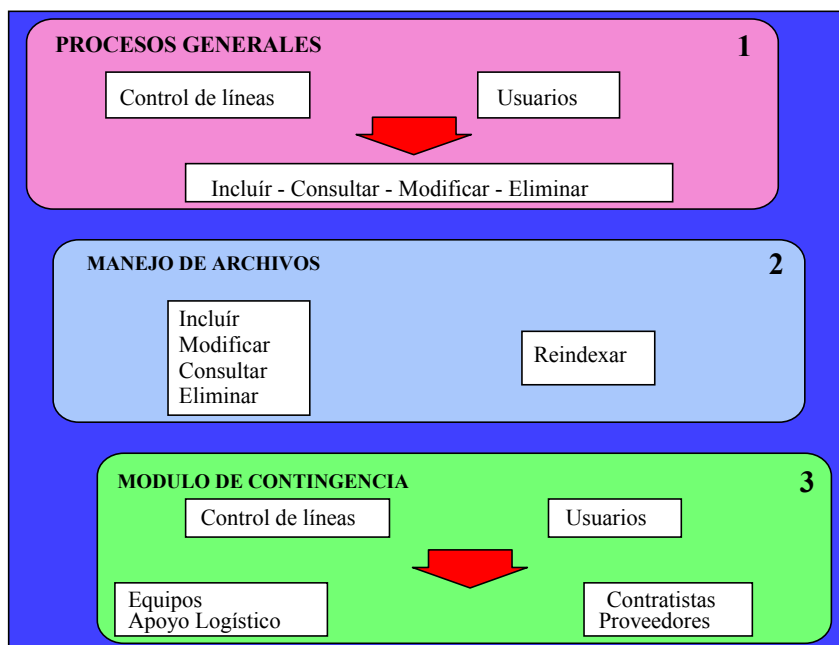 PROCESOS GENERALES 1
Control de líneas
Usuarios
Incluír - Consultar - Modificar - Eliminar
MANEJO DE ARCHIVOS 2
Incluír
Modificar
Consultar
Eliminar
Reindexar
MODULO DE CONTINGENCIA 3
Control de líneas
Usuarios
Equipos
Apoyo Logístico
Contratistas
Proveedores